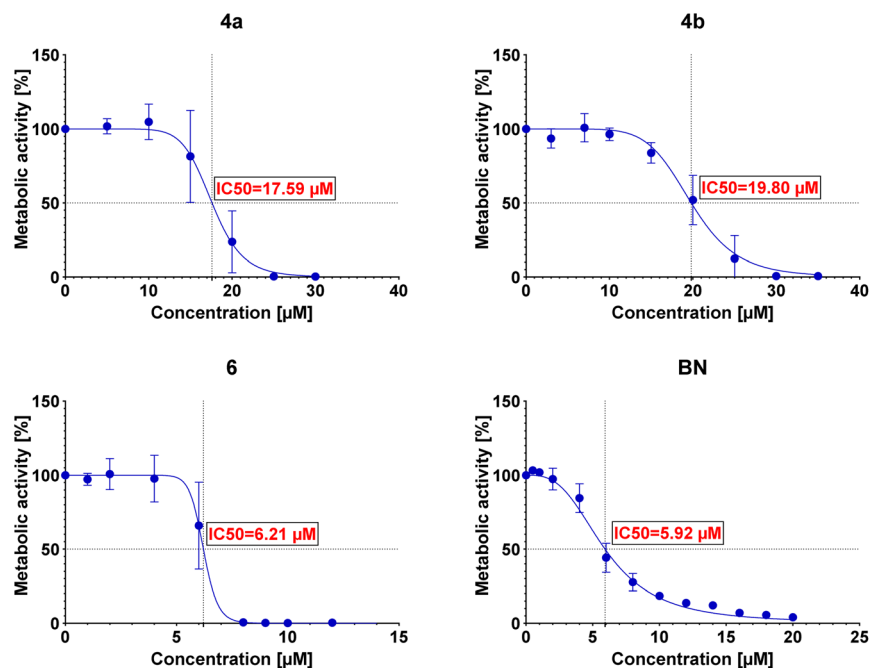 4a
Metabolic activity [%]
150
100
50
0
IC50=17.59 µM
0 10 20 30 40
Concentration [µM]
4b
Metabolic activity [%]
150
100
50
0
IC50=19.80 µM
0 10 20 30 40
Concentration [µM]
6
Metabolic activity [%]
150
100
50
0
IC50=6.21 µM
0 5 10 15
Concentration [µM]
BN
Metabolic activity [%]
150
100
50
0
IC50=5.92 µM
0 5 10 15 20 25
Concentration [µM]